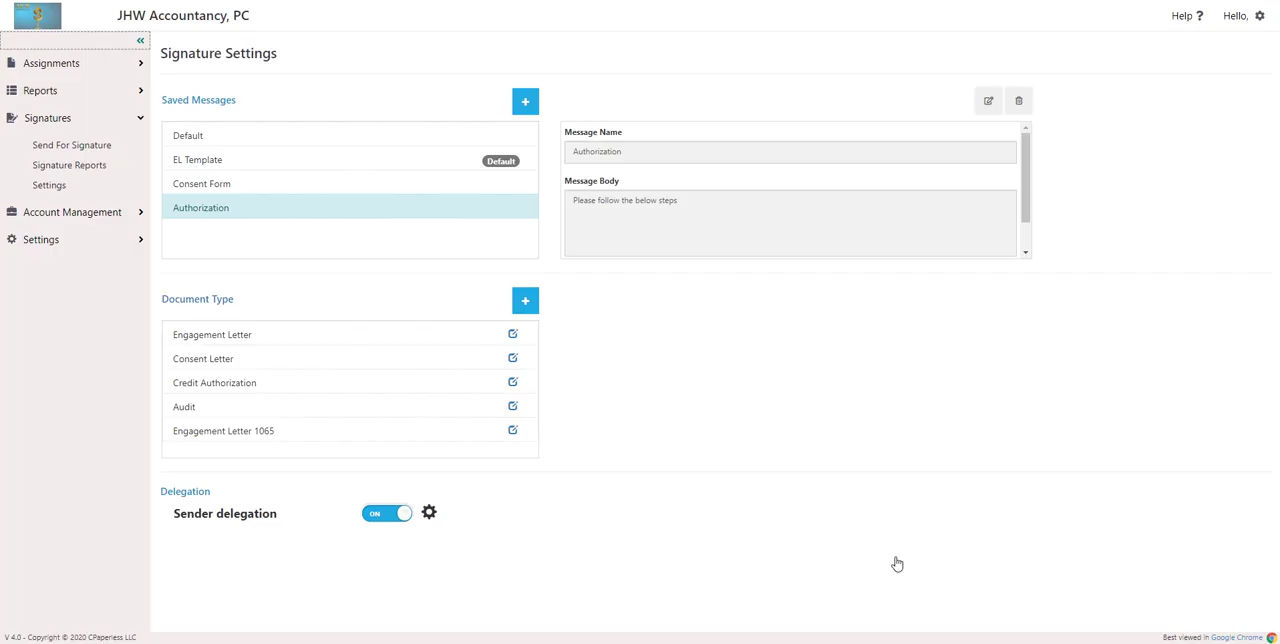 JHW Accountancy, PC
Help ?
Hello,
Assignments
Reports
Signatures
Send For Signature
Signature Reports
Settings
Account Management
Settings
Signature Settings
Saved Messages
+
Default
EL Template
Default
Consent Form
Authorization
Message Name
Authorization
Message Body
Please follow the below steps
Document Type
+
Engagement Letter
Consent Letter
Credit Authorization
Audit
Engagement Letter 1065
Delegation
Sender delegation
ON
V 4.0 - Copyright © 2020 CPaperless LLC
Best viewed in Google Chrome